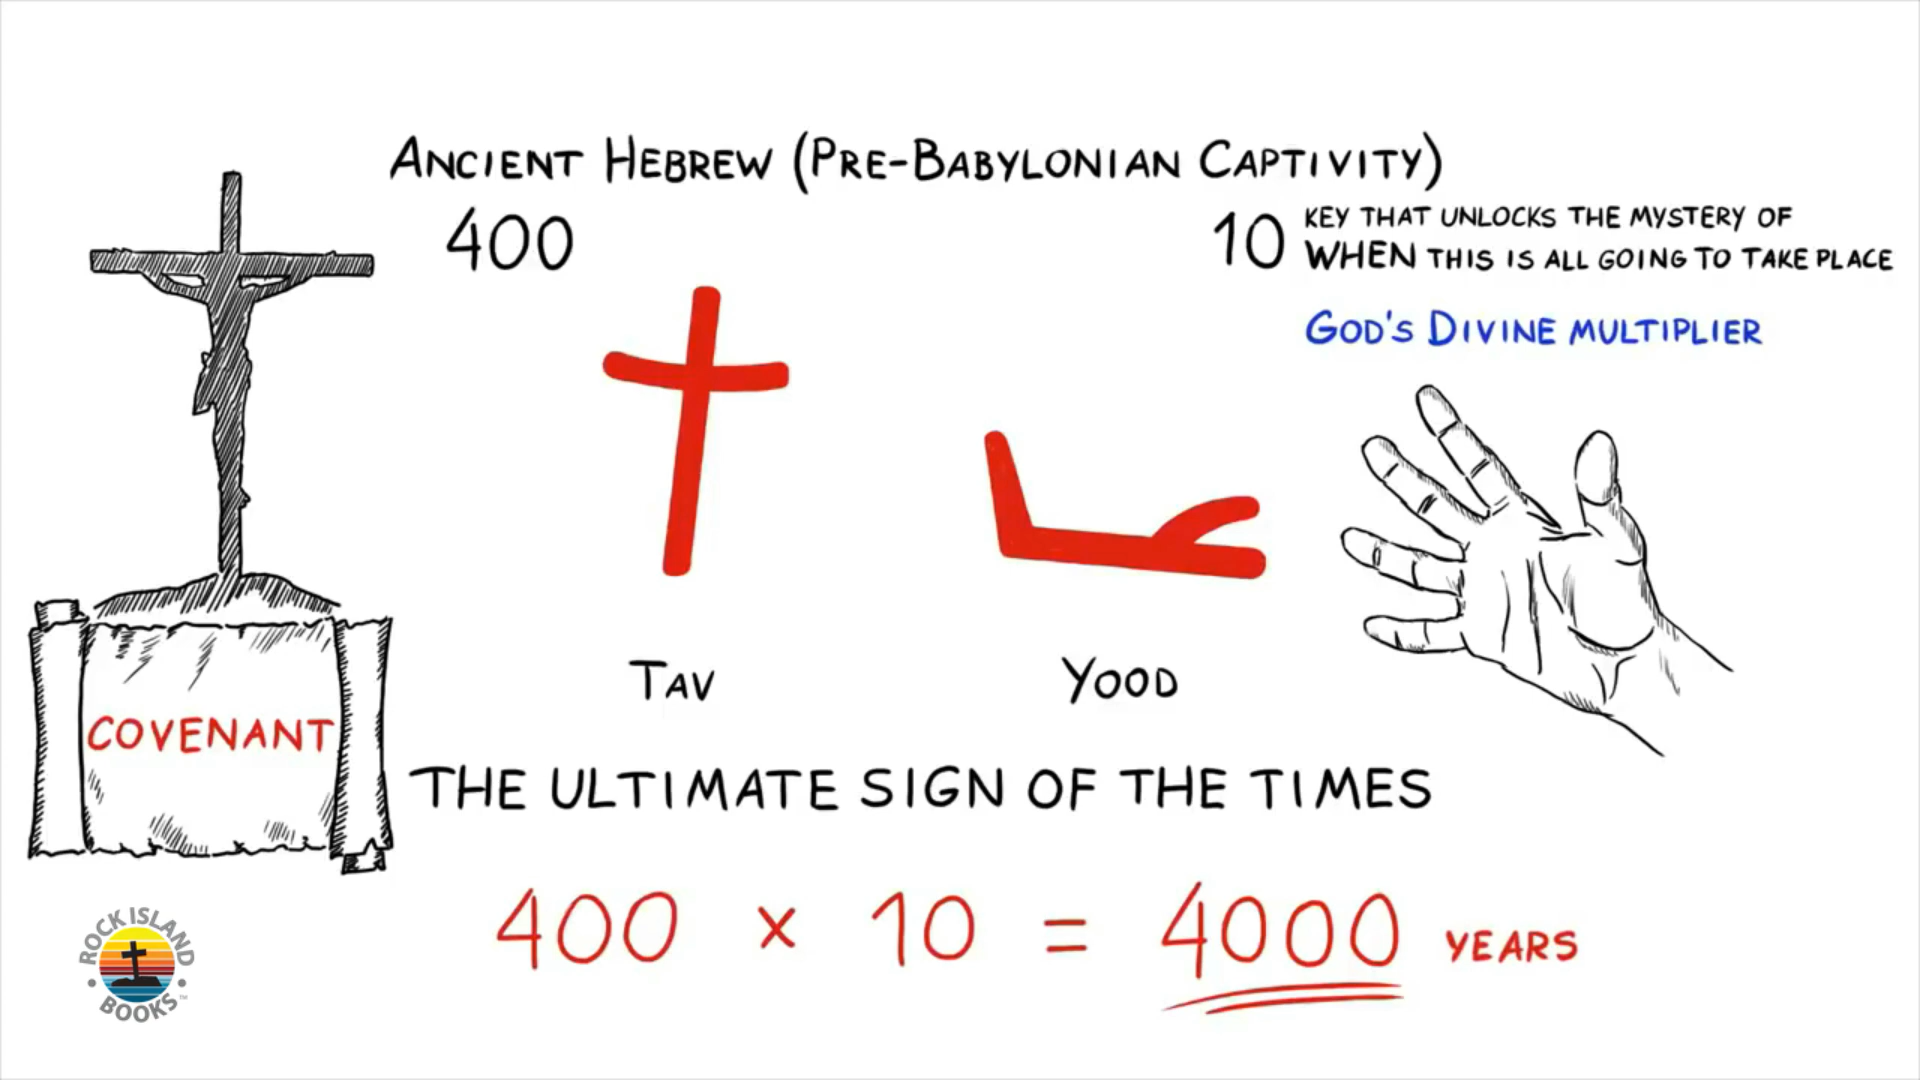 ANCIENT HEBREW (PRE-BABYLONIAN CAPTIVITY)
400
10
KEY THAT UNLOCKS THE MYSTERY OF
WHEN THIS IS ALL GOING TO TAKE PLACE
GOD'S DIVINE MULTIPLIER
TAV
YOOD
COVENANT
THE ULTIMATE SIGN OF THE TIMES
400 x 10 = 4000 YEARS
ROCK ISLAND
BOOKS™